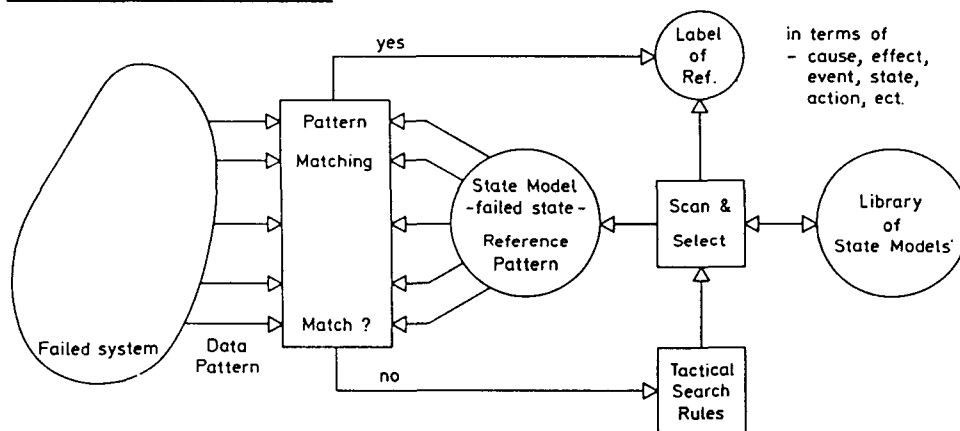 yes
Label
of
Ref.
in terms of
- cause, effect,
event, state,
action, ect.
Pattern
Matching
Match ?
State Model
-failed state-
Reference
Pattern
Scan &
Select
Library
of
State Models'
Failed system
Data
Pattern
no
Tactical
Search
Rules